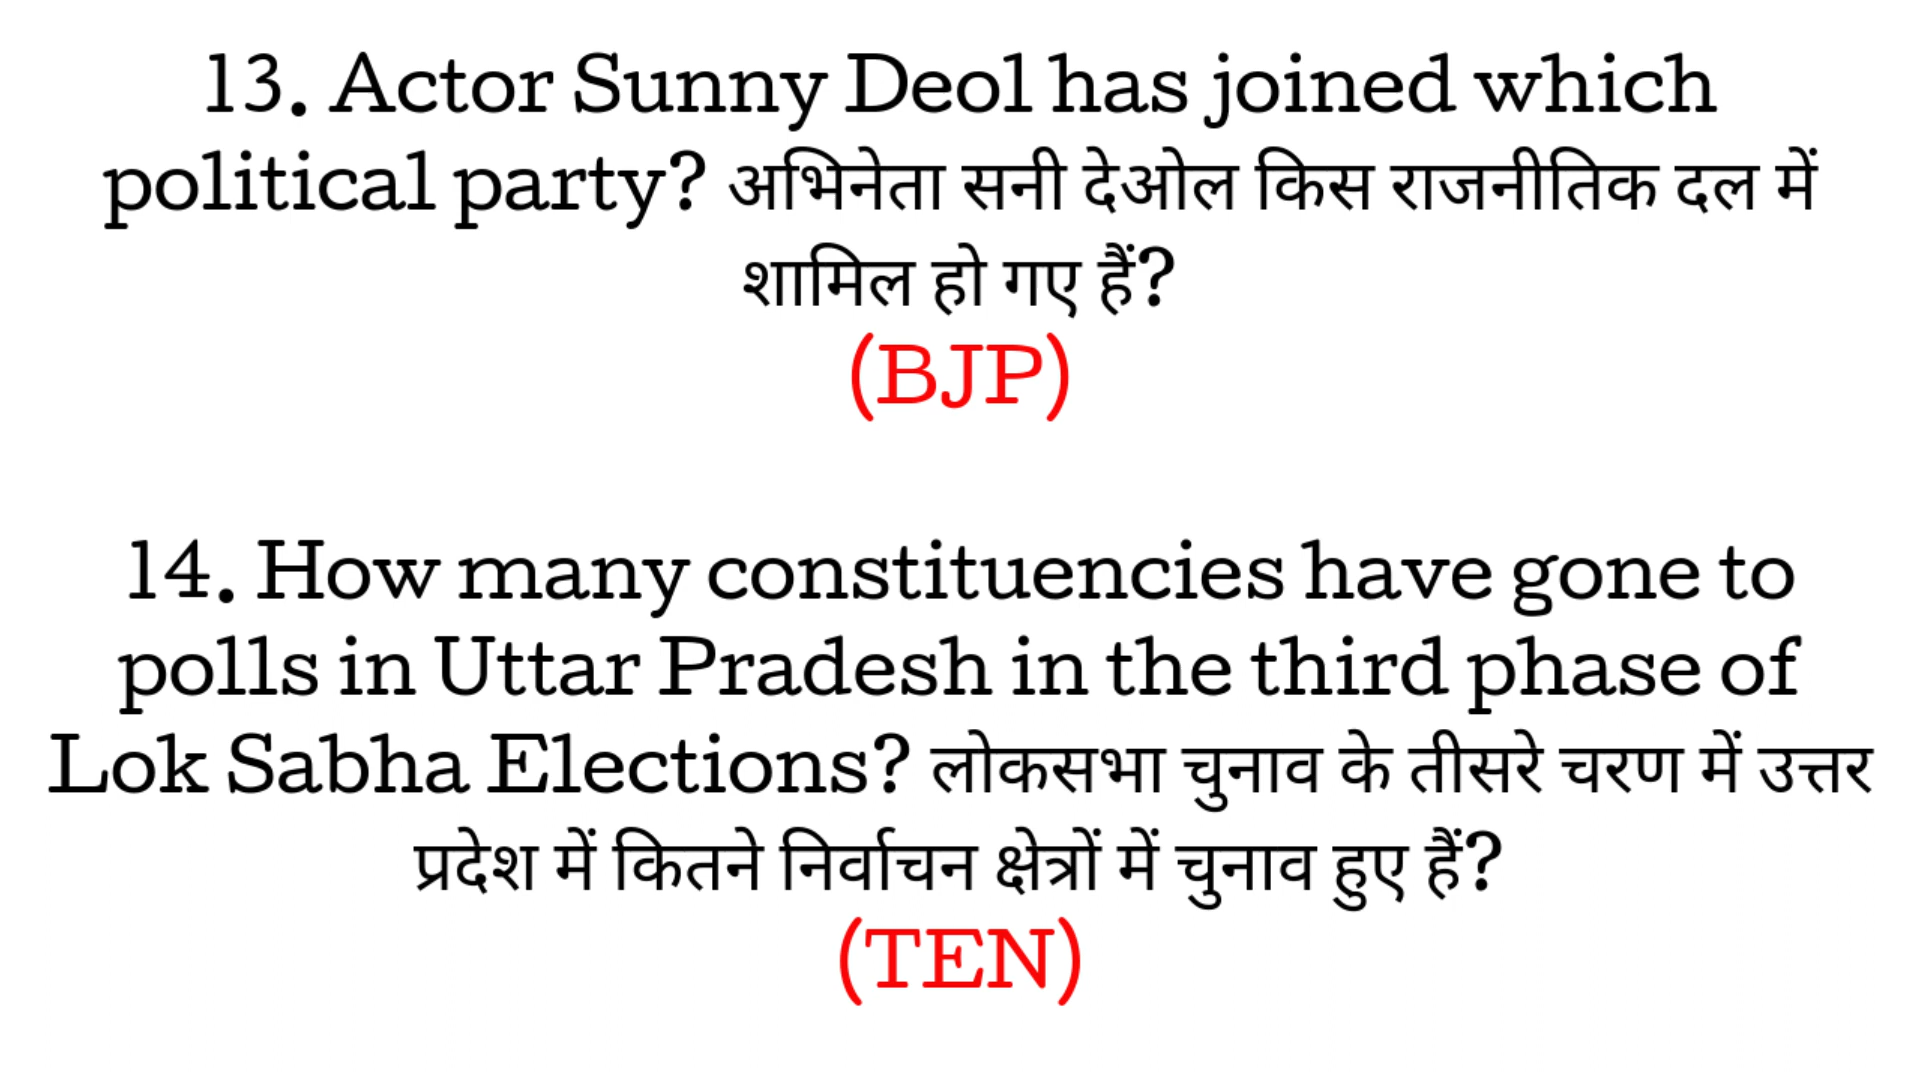 13. Actor Sunny Deol has joined which
political party? अभिनेता सनी देओल किस राजनीतिक दल में
शामिल हो गए हैं?
(BJP)
14. How many constituencies have gone to
polls in Uttar Pradesh in the third phase of
Lok Sabha Elections? लोकसभा चुनाव के तीसरे चरण में उत्तर
प्रदेश में कितने निर्वाचन क्षेत्रों में चुनाव हुए हैं?
(TEN)